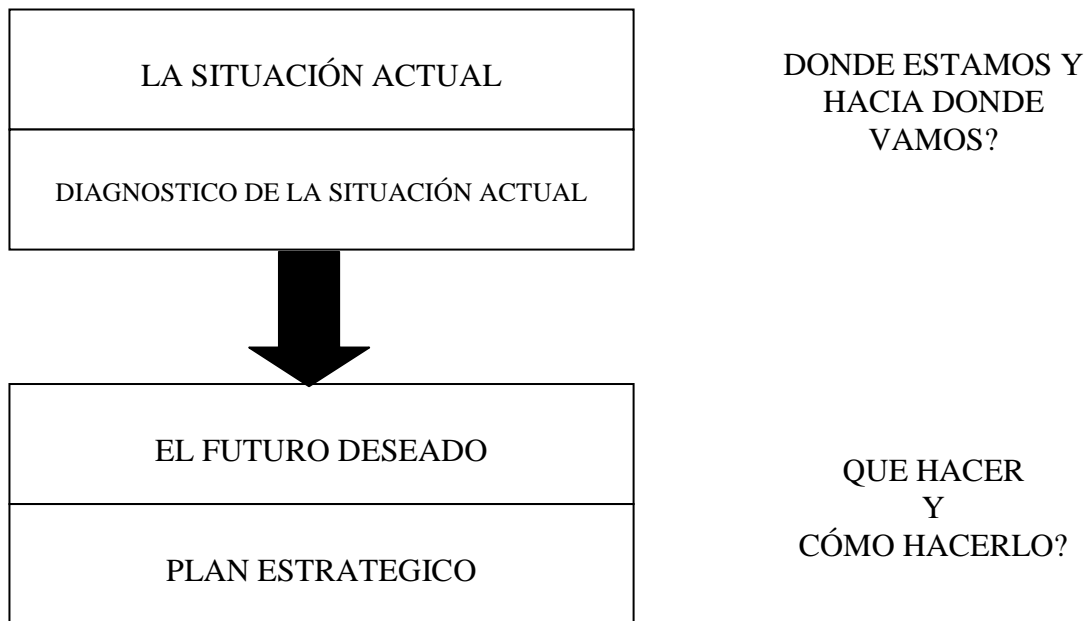 LA SITUACIÓN ACTUAL
DONDE ESTAMOS Y
HACIA DONDE
VAMOS?
DIAGNOSTICO DE LA SITUACIÓN ACTUAL
EL FUTURO DESEADO
QUE HACER
Y
CÓMO HACERLO?
PLAN ESTRATEGICO